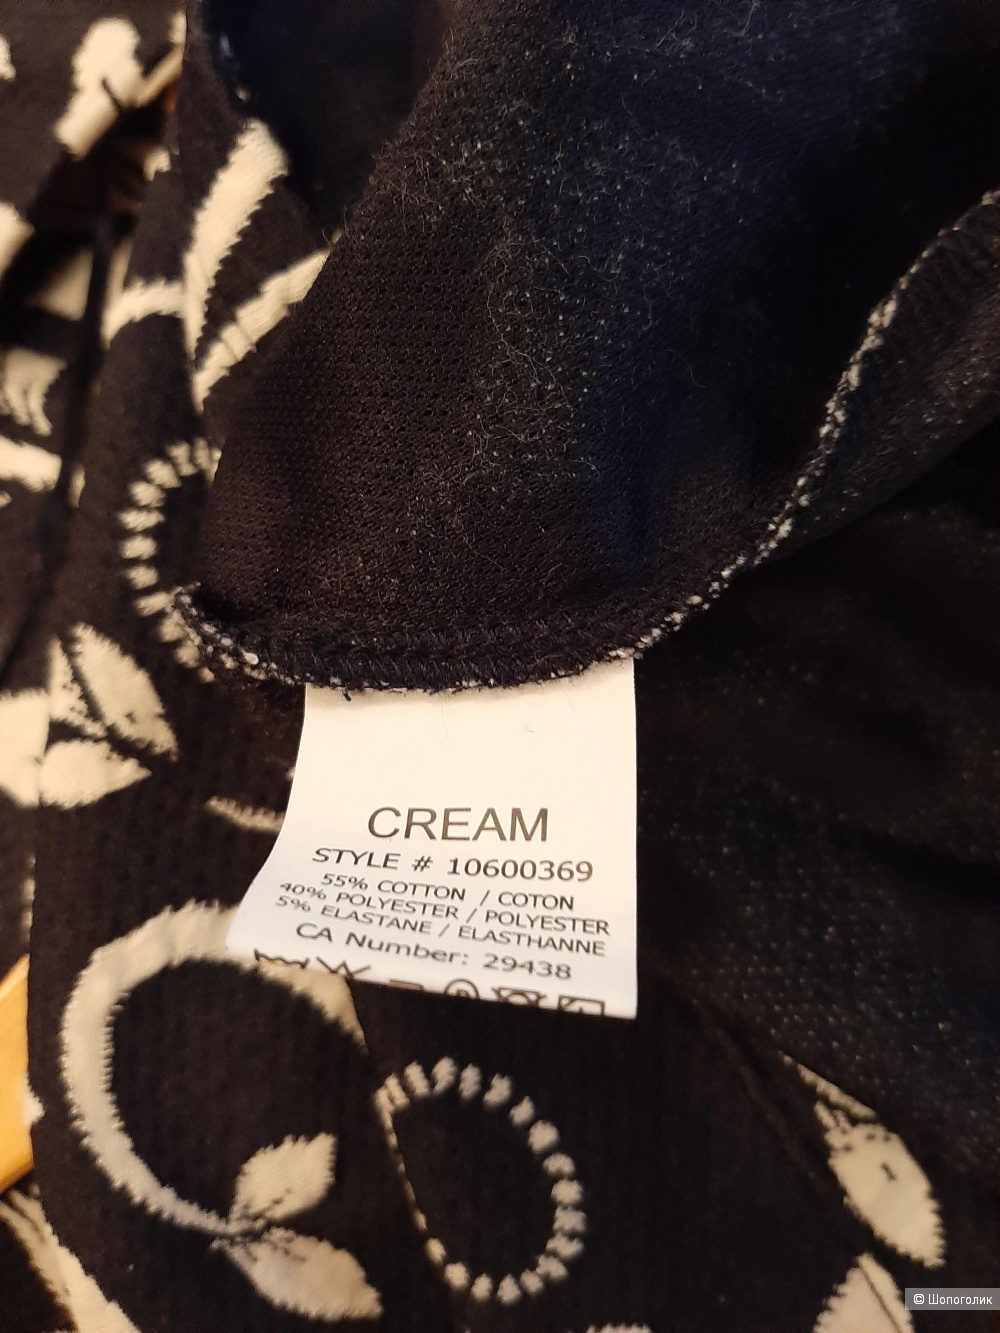 CREAM
STYLE # 10600369
55% COTTON / COTON
40% POLYESTER / POLYESTER
5% ELASTANE / ELASTHANNE
CA Number: 29438
© Шопоголик